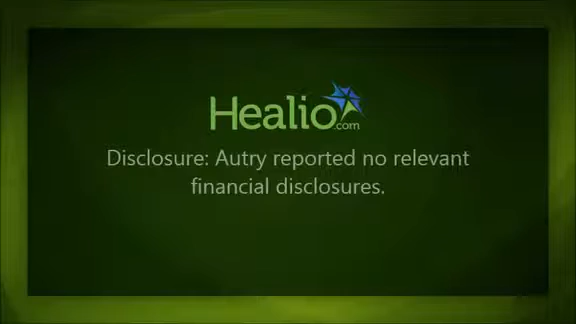 Healio.com
Disclosure: Autry reported no relevant
financial disclosures.